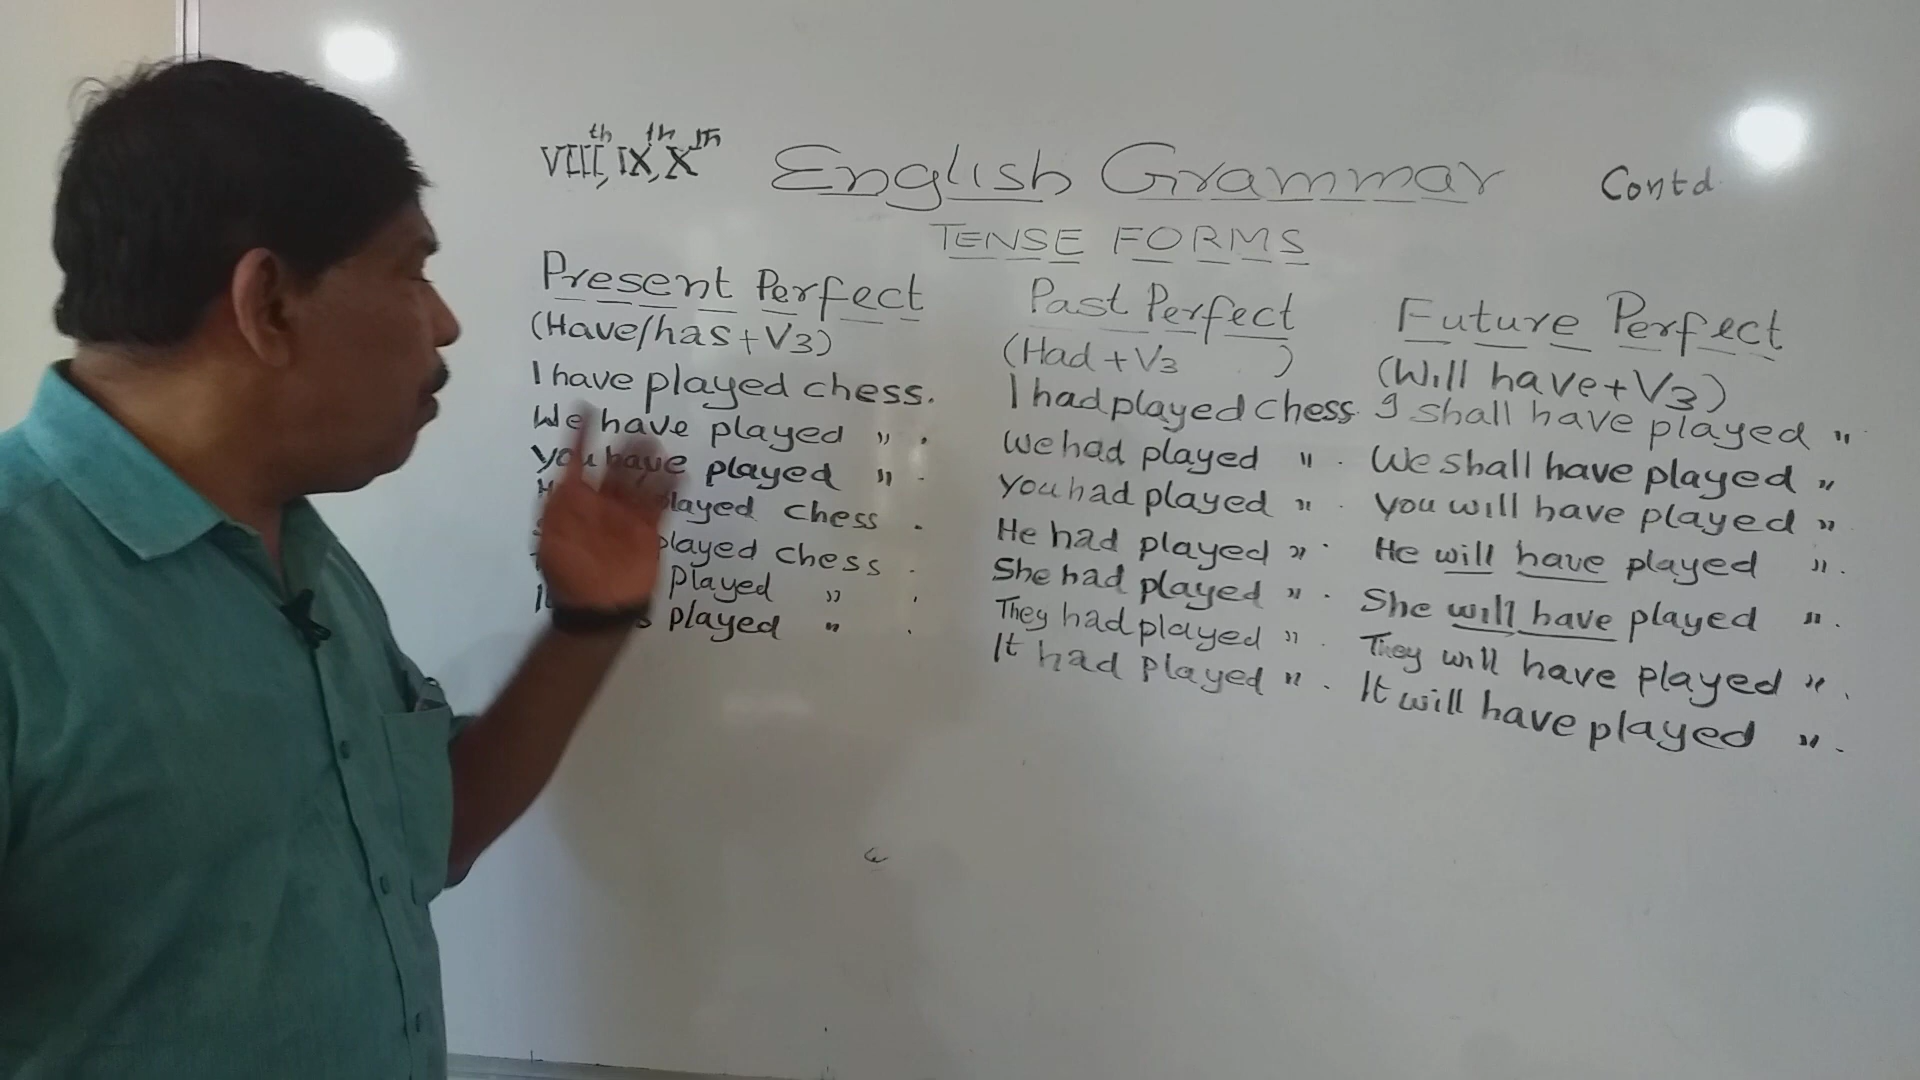 VIIIth, IXth, Xth English Grammar Contd.
TENSE FORMS
Present Perfect
(Have/has+V3)
I have played chess.
We have played " .
You have played " .
played chess .
played chess .
Played " .
played " .
Past Perfect
(Had+V3 )
I had played chess.
We had played " .
You had played " .
He had played " .
She had played " .
They had played " .
It had played " .
Future Perfect
(Will have+V3)
I shall have played "
We shall have played "
You will have played "
He will have played " .
She will have played " .
They will have played " .
It will have played " .